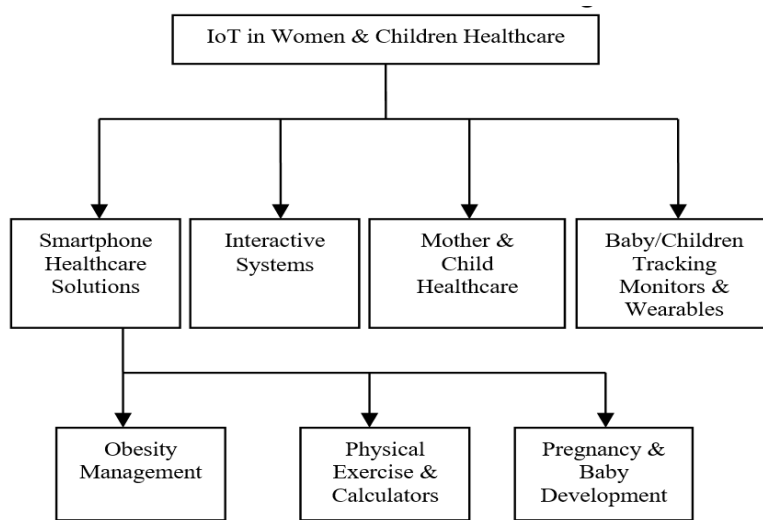 IoT in Women & Children Healthcare
Smartphone
Healthcare
Solutions
Interactive
Systems
Mother &
Child
Healthcare
Baby/Children
Tracking
Monitors &
Wearables
Obesity
Management
Physical
Exercise &
Calculators
Pregnancy &
Baby
Development